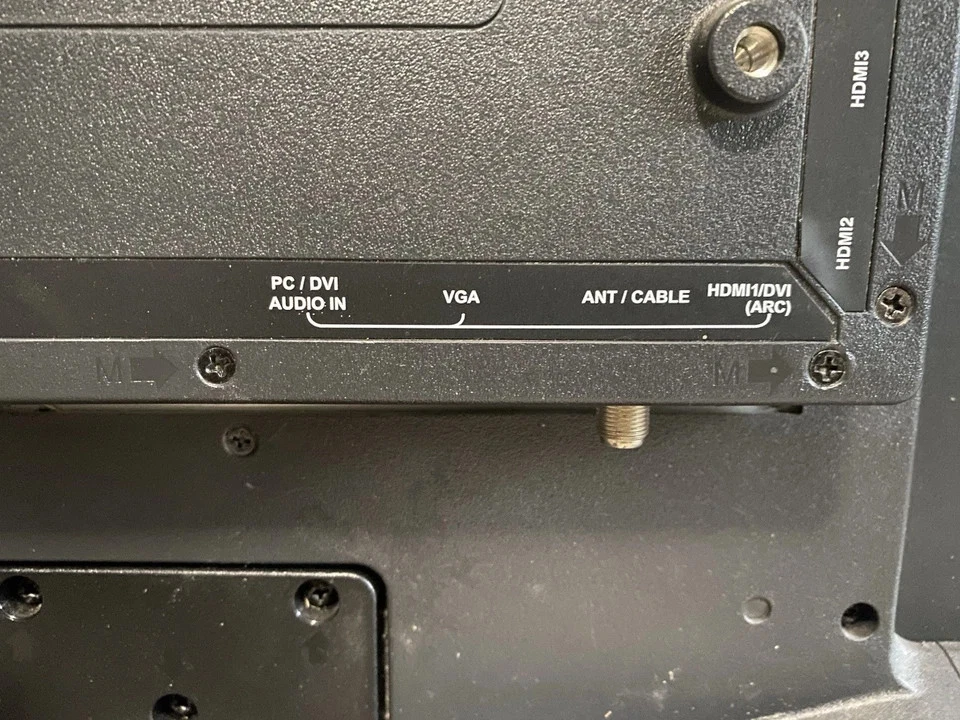 HDMI3
M
HDMI2
PC / DVI
AUDIO IN
VGA
ANT / CABLE
HDMI1/DVI
(ARC)
M
M